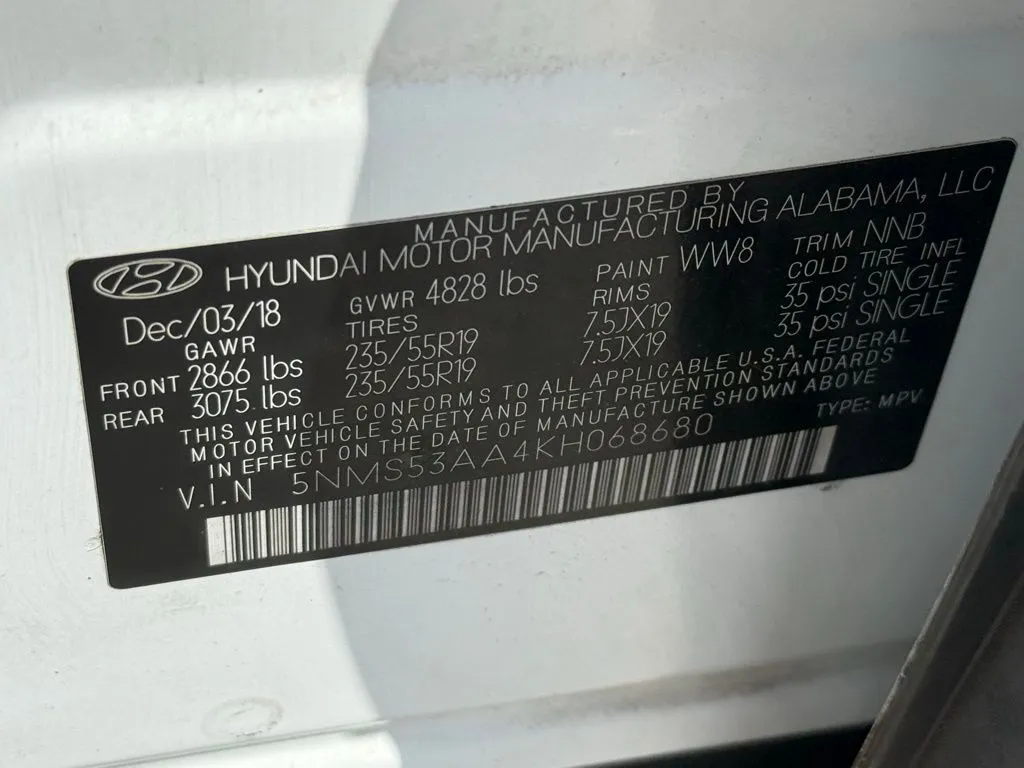 MANUFACTURED BY
HYUNDAI MOTOR MANUFACTURING ALABAMA, LLC
Dec/03/18 GVWR 4828 lbs PAINT WW8 TRIM NNB
GAWR TIRES RIMS COLD TIRE INFL
FRONT 2866 lbs 235/55R19 7.5JX19 35 psi SINGLE
REAR 3075 lbs 235/55R19 7.5JX19 35 psi SINGLE
THIS VEHICLE CONFORMS TO ALL APPLICABLE U.S.A. FEDERAL
MOTOR VEHICLE SAFETY AND THEFT PREVENTION STANDARDS
IN EFFECT ON THE DATE OF MANUFACTURE SHOWN ABOVE
V.I.N 5NMS53AA4KH068680 TYPE: MPV